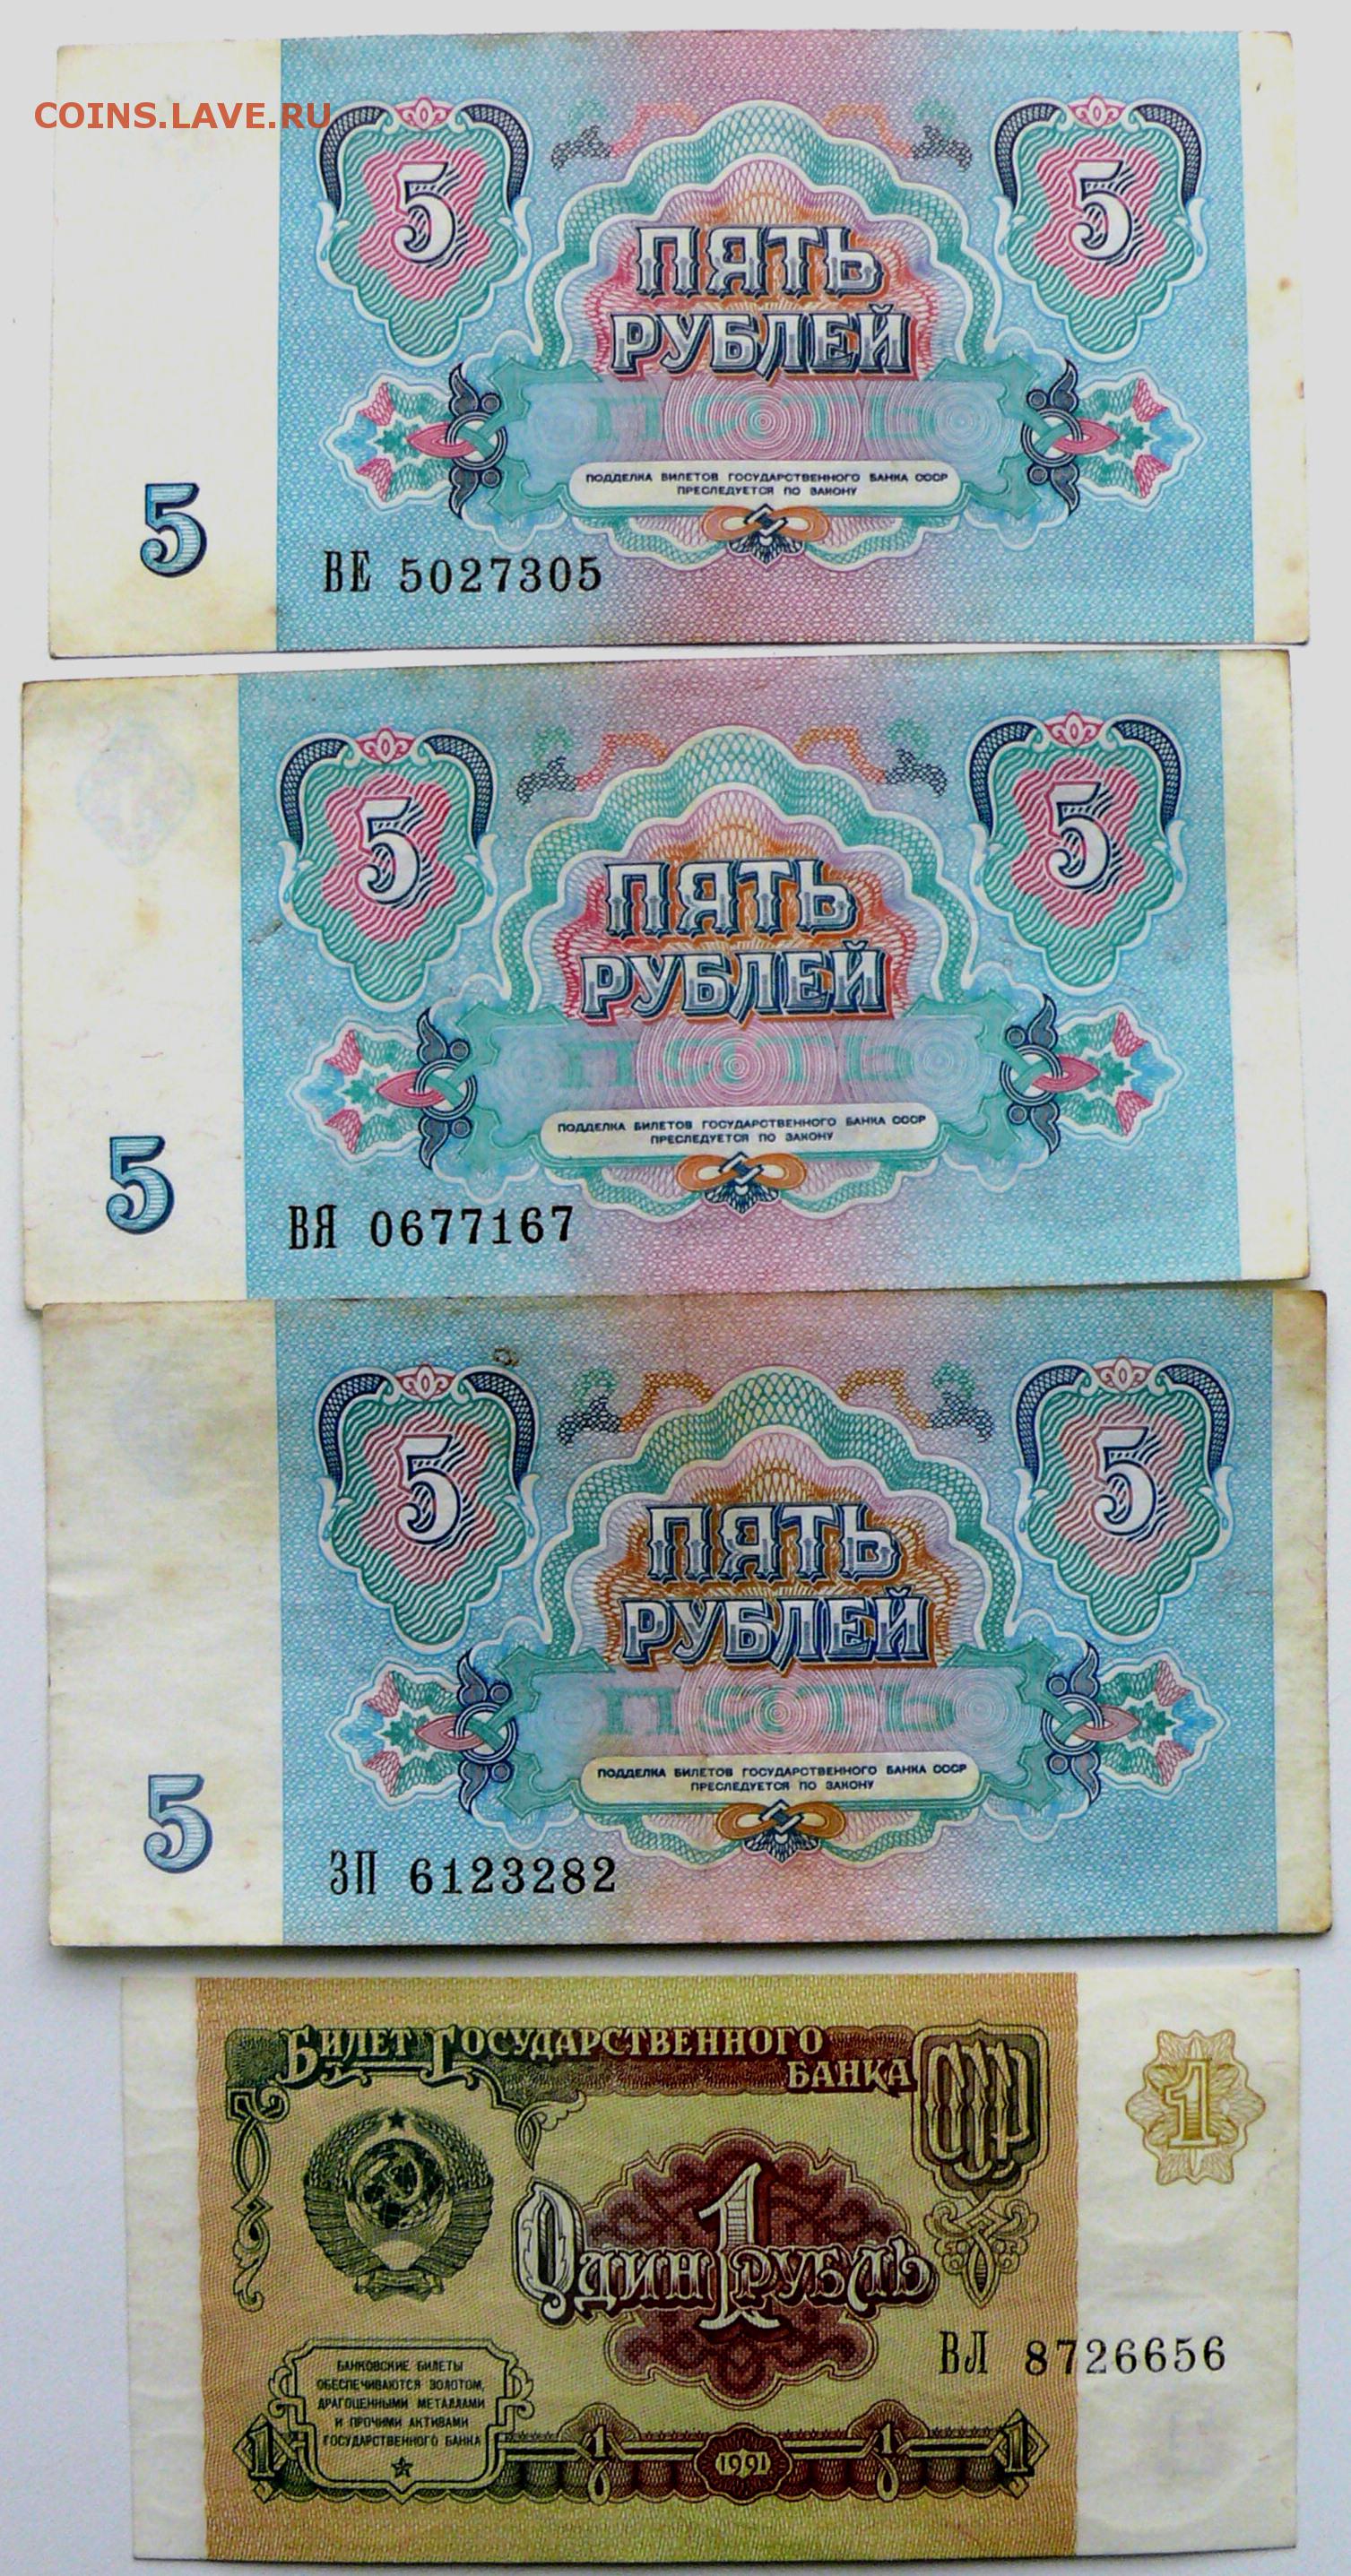 COINS.LAVE.RU
5 5
ПЯТЬ
РУБЛЕЙ
ПЯТЬ
ПОДДЕЛКА БИЛЕТОВ ГОСУДАРСТВЕННОГО БАНКА СССР
ПРЕСЛЕДУЕТСЯ ПО ЗАКОНУ
5
ВЕ 5027305
5 5
ПЯТЬ
РУБЛЕЙ
ПЯТЬ
ПОДДЕЛКА БИЛЕТОВ ГОСУДАРСТВЕННОГО БАНКА СССР
ПРЕСЛЕДУЕТСЯ ПО ЗАКОНУ
5
ВЯ 0677167
5 5
ПЯТЬ
РУБЛЕЙ
ПЯТЬ
ПОДДЕЛКА БИЛЕТОВ ГОСУДАРСТВЕННОГО БАНКА СССР
ПРЕСЛЕДУЕТСЯ ПО ЗАКОНУ
5
ЗП 6123282
БИЛЕТ ГОСУДАРСТВЕННОГО
БАНКА СССР
1
1
ОДИН РУБЛЬ
ВЛ 8726656
БАНКОВСКИЕ БИЛЕТЫ
ОБЕСПЕЧИВАЮТСЯ ЗОЛОТОМ,
ДРАГОЦЕННЫМИ МЕТАЛЛАМИ
И ПРОЧИМИ АКТИВАМИ
ГОСУДАРСТВЕННОГО БАНКА
1 1 1991 1 1